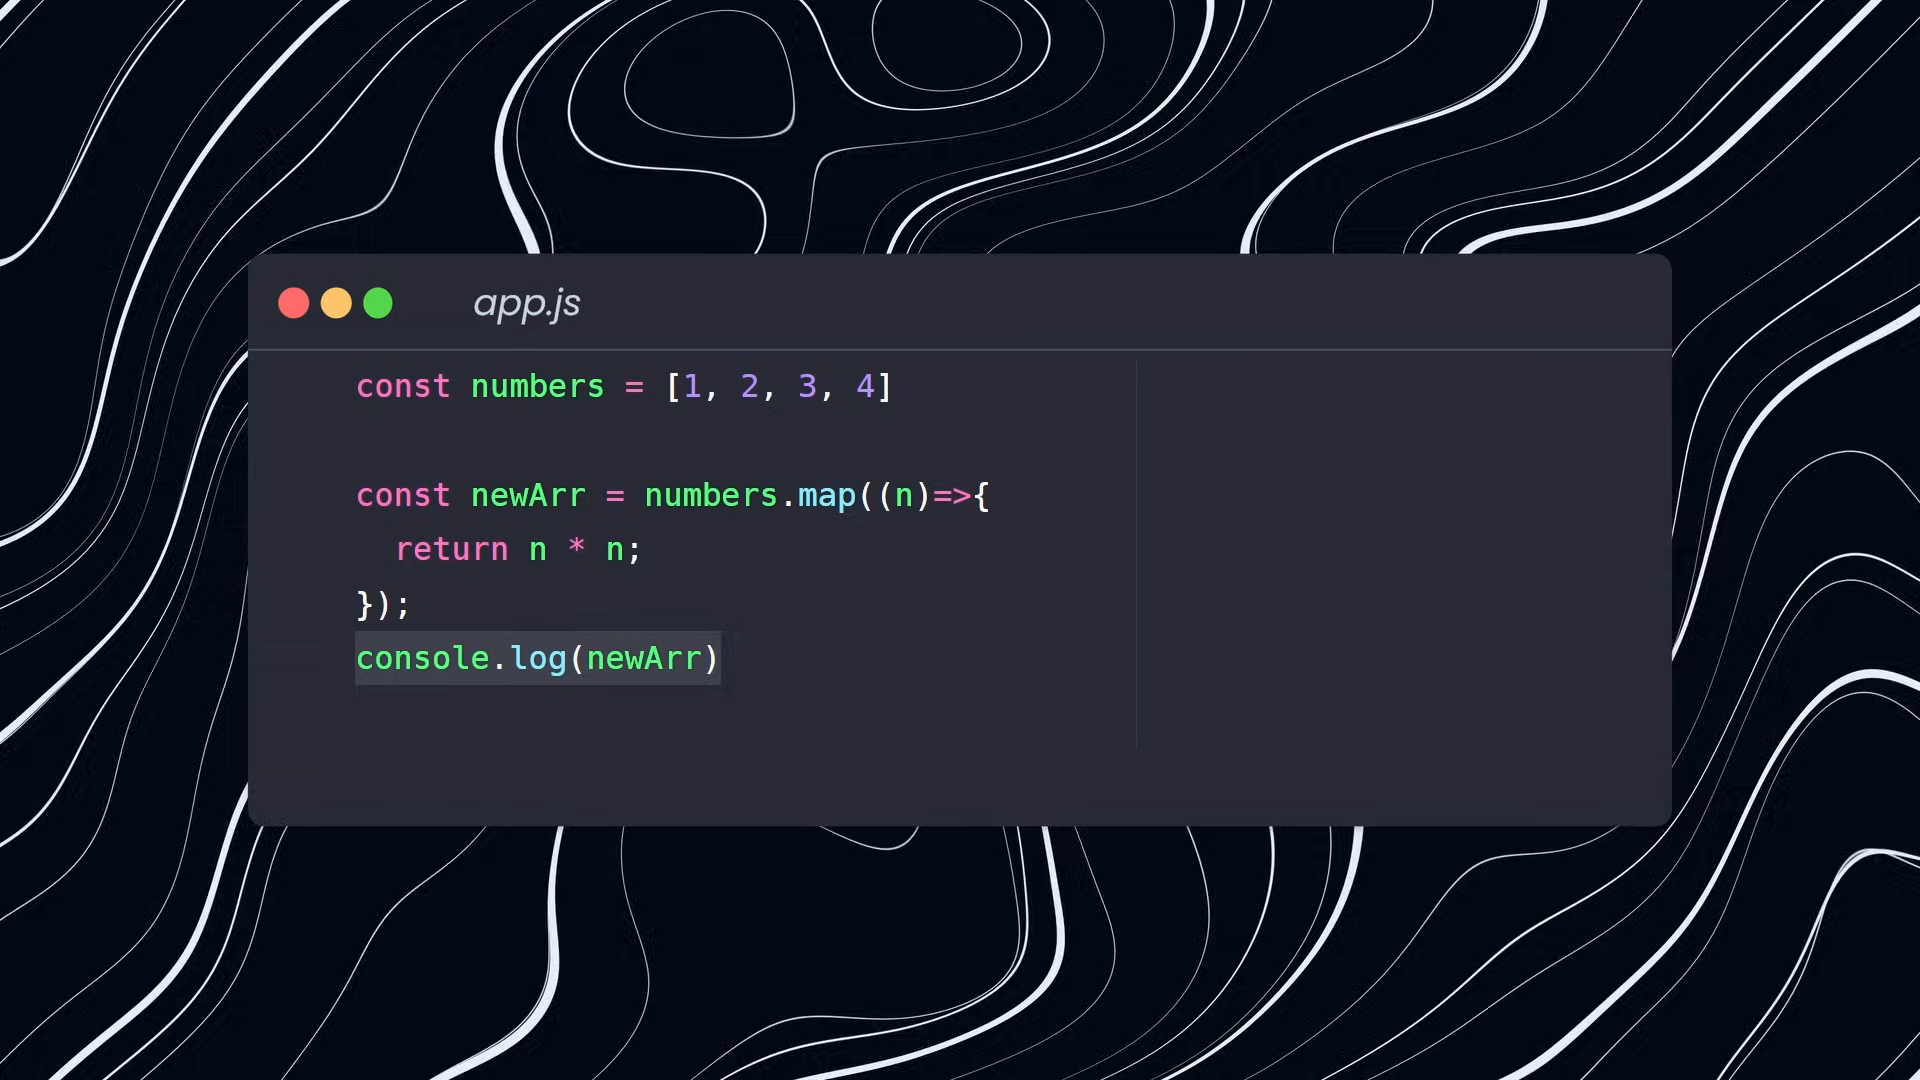 app.js
const numbers = [1, 2, 3, 4]
const newArr = numbers.map((n)=>{
  return n * n;
});
console.log(newArr)